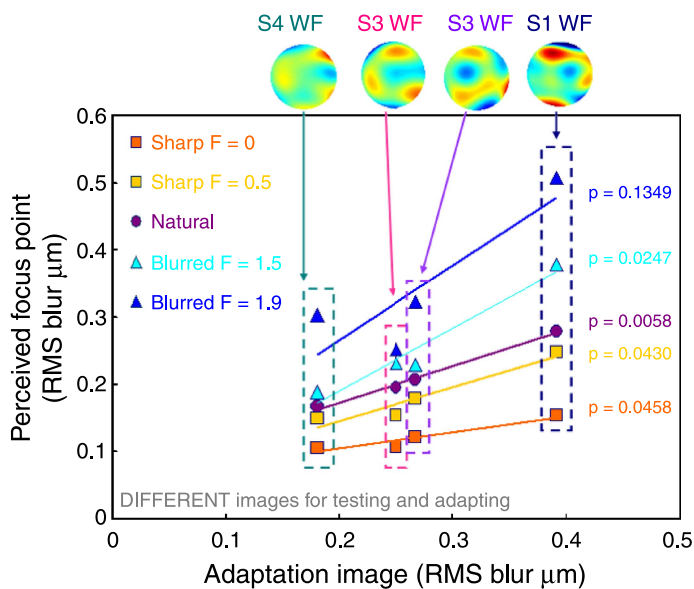 S4 WF
S3 WF
S3 WF
S1 WF
Perceived focus point
(RMS blur μm)
0.6
0.5
0.4
0.3
0.2
0.1
0
Sharp F = 0
Sharp F = 0.5
Natural
Blurred F = 1.5
Blurred F = 1.9
p = 0.1349
p = 0.0247
p = 0.0058
p = 0.0430
p = 0.0458
DIFFERENT images for testing and adapting
0
0.1
0.2
0.3
0.4
0.5
Adaptation image (RMS blur μm)